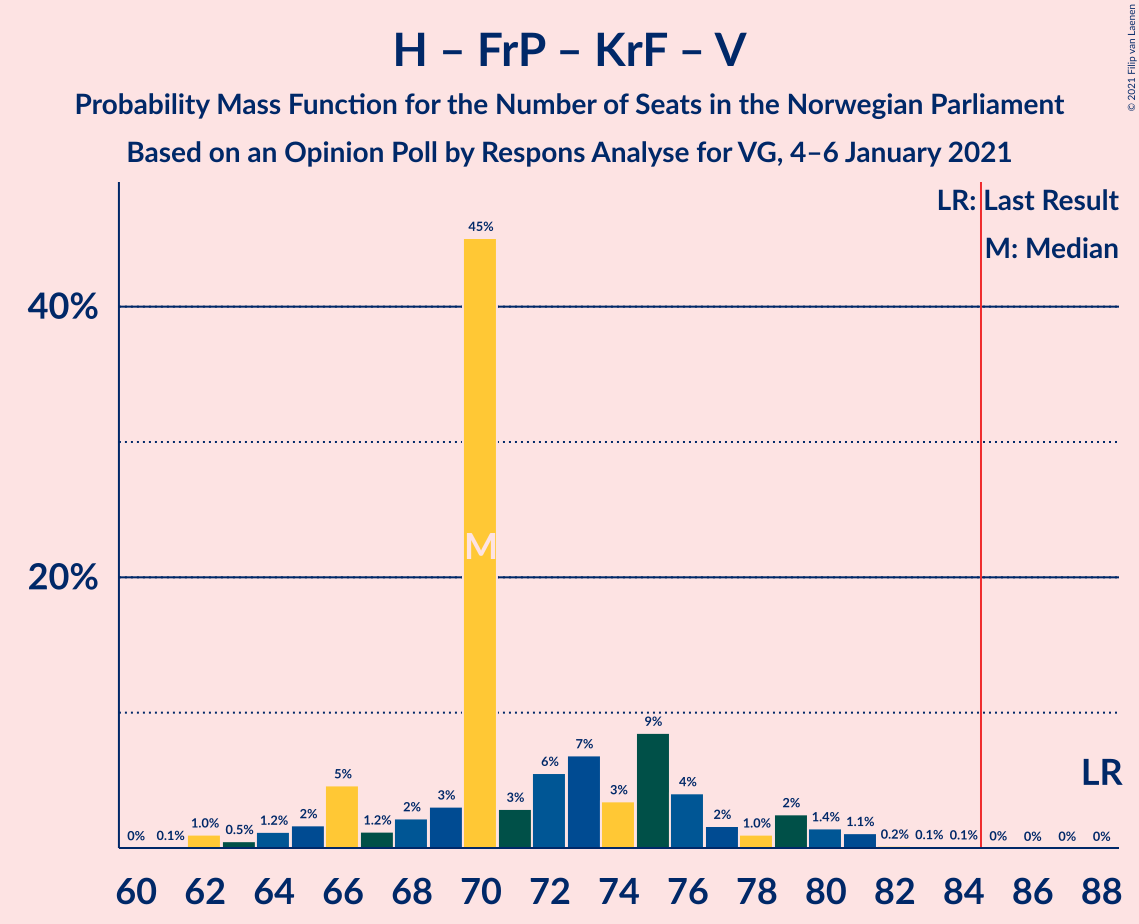 H – FrP – KrF – V
Probability Mass Function for the Number of Seats in the Norwegian Parliament
Based on an Opinion Poll by Respons Analyse for VG, 4–6 January 2021
© 2021 Filip van Laenen
LR: Last Result
M: Median
40%
20%
0% 0.1% 1.0% 0.5% 1.2% 2% 5% 1.2% 2% 3% 45% 3% 6% 7% 3% 9% 4% 2% 1.0% 2% 1.4% 1.1% 0.2% 0.1% 0.1% 0% 0% 0% 0%
M
LR
60 62 64 66 68 70 72 74 76 78 80 82 84 86 88